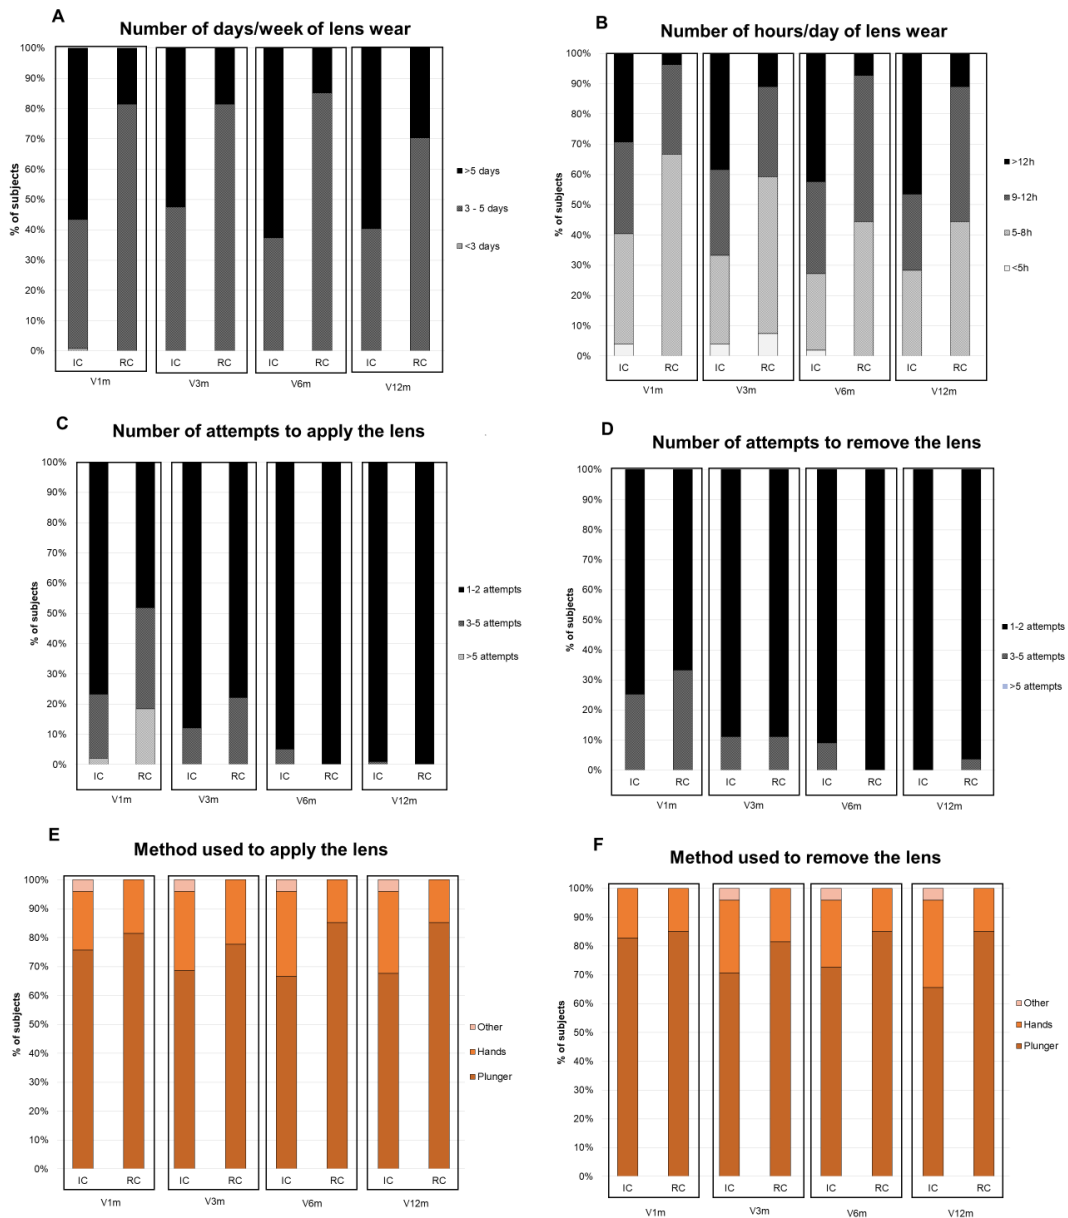 A
Number of days/week of lens wear
100%
90%
80%
70%
60%
50%
40%
30%
20%
10%
0%
% of subjects
IC RC IC RC IC RC IC RC
V1m V3m V6m V12m
>5 days
3 - 5 days
<3 days
B
Number of hours/day of lens wear
100%
90%
80%
70%
60%
50%
40%
30%
20%
10%
0%
% of subjects
IC RC IC RC IC RC IC RC
V1m V3m V6m V12m
>12h
9-12h
5-8h
<5h
C
Number of attempts to apply the lens
100%
90%
80%
70%
60%
50%
40%
30%
20%
10%
0%
% of subjects
IC RC IC RC IC RC IC RC
V1m V3m V6m V12m
1-2 attempts
3-5 attempts
>5 attempts
D
Number of attempts to remove the lens
100%
90%
80%
70%
60%
50%
40%
30%
20%
10%
0%
% of subjects
IC RC IC RC IC RC IC RC
V1m V3m V6m V12m
1-2 attempts
3-5 attempts
>5 attempts
E
Method used to apply the lens
100%
90%
80%
70%
60%
50%
40%
30%
20%
10%
0%
% of subjects
IC RC IC RC IC RC IC RC
V1m V3m V6m V12m
Other
Hands
Plunger
F
Method used to remove the lens
100%
90%
80%
70%
60%
50%
40%
30%
20%
10%
0%
% of subjects
IC RC IC RC IC RC IC RC
V1m V3m V6m V12m
Other
Hands
Plunger